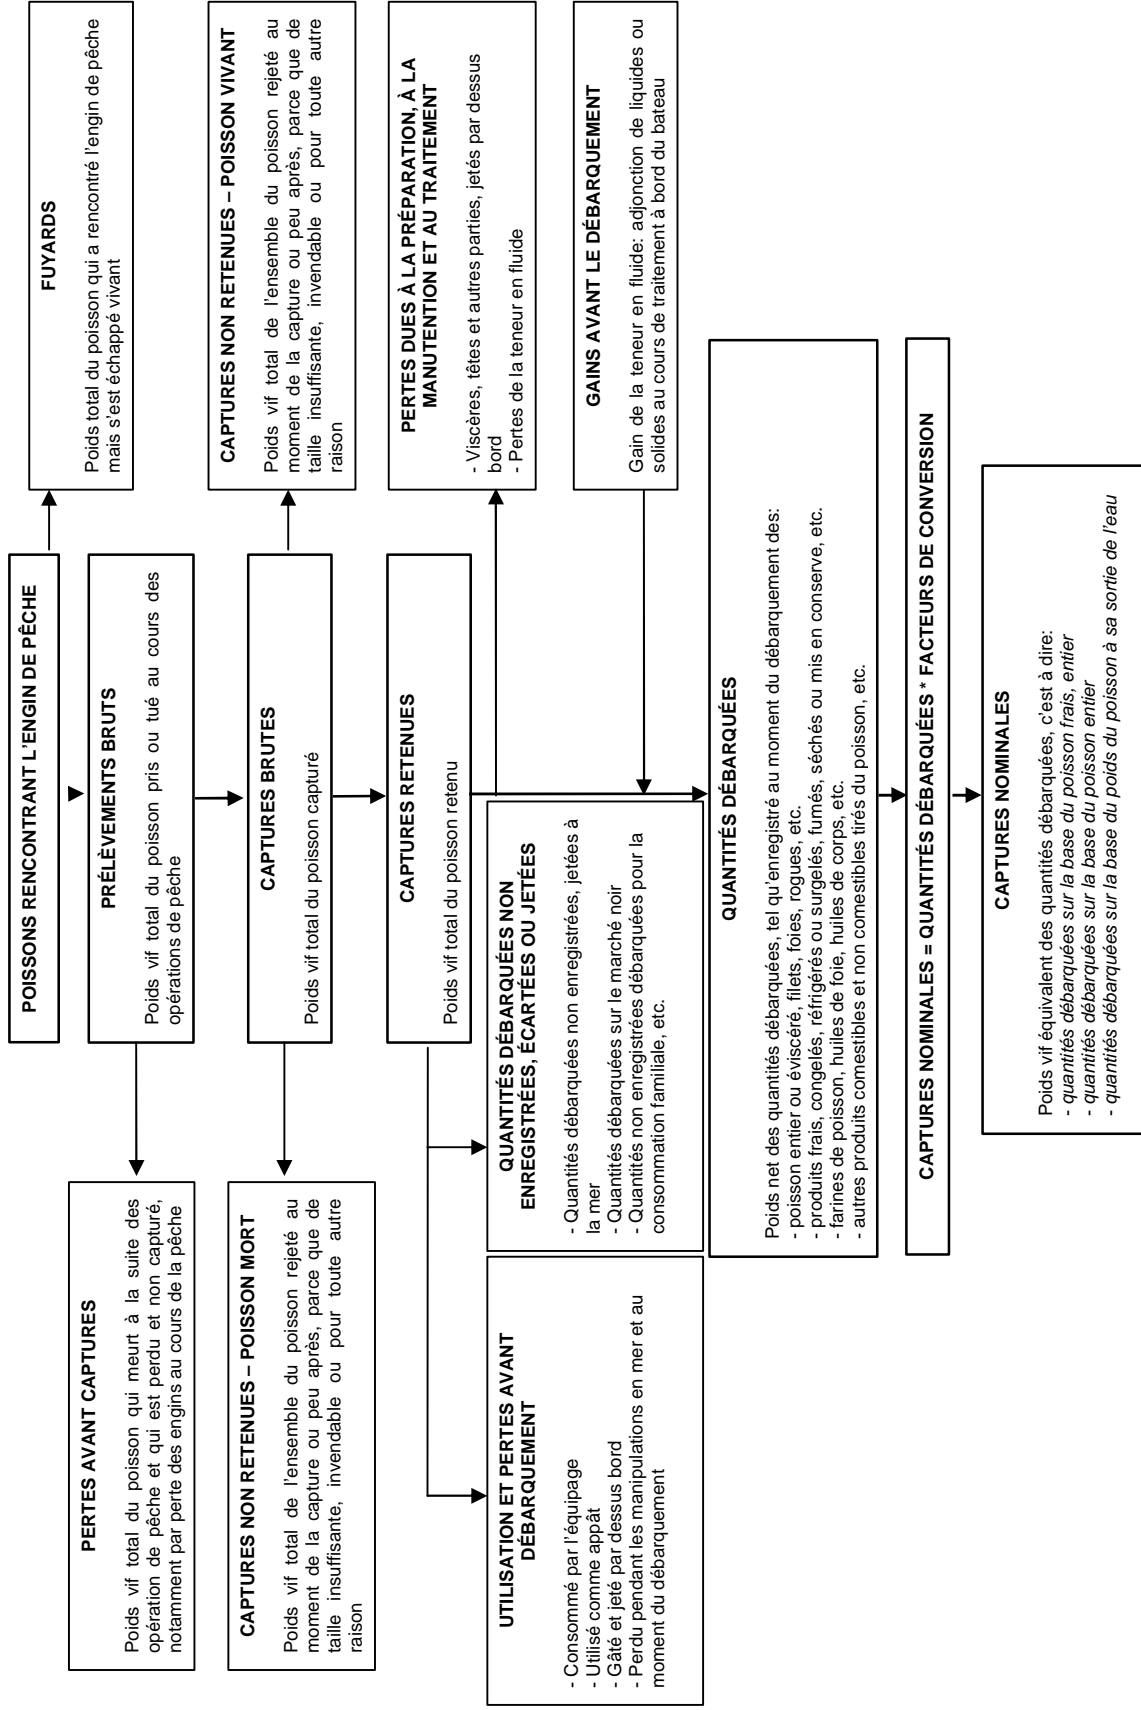 POISSONS RENCONTRANT L'ENGIN DE PÊCHE
FUYARDS
Poids total du poisson qui a rencontré l'engin de pêche
mais s'est échappé vivant
PRÉLÈVEMENTS BRUTS
Poids vif total du poisson pris ou tué au cours des
opérations de pêche
PERTES AVANT CAPTURES
Poids vif total du poisson qui meurt à la suite des
opération de pêche et qui est perdu et non capturé,
notamment par perte des engins au cours de la pêche
CAPTURES BRUTES
Poids vif total du poisson capturé
CAPTURES NON RETENUES – POISSON VIVANT
Poids vif total de l'ensemble du poisson rejeté au
moment de la capture ou peu après, parce que de
taille insuffisante, invendable ou pour toute autre
raison
CAPTURES NON RETENUES – POISSON MORT
Poids vif total de l'ensemble du poisson rejeté au
moment de la capture ou peu après, parce que de
taille insuffisante, invendable ou pour toute autre
raison
CAPTURES RETENUES
Poids vif total du poisson retenu
PERTES DUES À LA PRÉPARATION, À LA
MANUTENTION ET AU TRAITEMENT
- Viscères, têtes et autres parties, jetés par dessus
bord
- Pertes de la teneur en fluide
UTILISATION ET PERTES AVANT
DÉBARQUEMENT
- Consommé par l'équipage
- Utilisé comme appât
- Gâté et jeté par dessus bord
- Perdu pendant les manipulations en mer et au
moment du débarquement
QUANTITÉS DÉBARQUÉES NON
ENREGISTRÉES, ÉCARTÉES OU JETÉES
- Quantités débarquées non enregistrées, jetées à
la mer
- Quantités débarquées sur le marché noir
- Quantités non enregistrées débarquées pour la
consommation familiale, etc.
GAINS AVANT LE DÉBARQUEMENT
Gain de la teneur en fluide: adjonction de liquides ou
solides au cours de traitement à bord du bateau
QUANTITÉS DÉBARQUÉES
Poids net des quantités débarquées, tel qu'enregistré au moment du débarquement des:
- poisson entier ou éviscéré, filets, foies, rogues, etc.
- produits frais, congelés, réfrigérés ou surgelés, fumés, séchés ou mis en conserve, etc.
- farines de poisson, huiles de foie, huiles de corps, etc.
- autres produits comestibles et non comestibles tirés du poisson, etc.
CAPTURES NOMINALES = QUANTITÉS DÉBARQUÉES * FACTEURS DE CONVERSION
CAPTURES NOMINALES
Poids vif équivalent des quantités débarquées, c'est à dire:
- quantités débarquées sur la base du poisson frais, entier
- quantités débarquées sur la base du poisson entier
- quantités débarquées sur la base du poids du poisson à sa sortie de l'eau